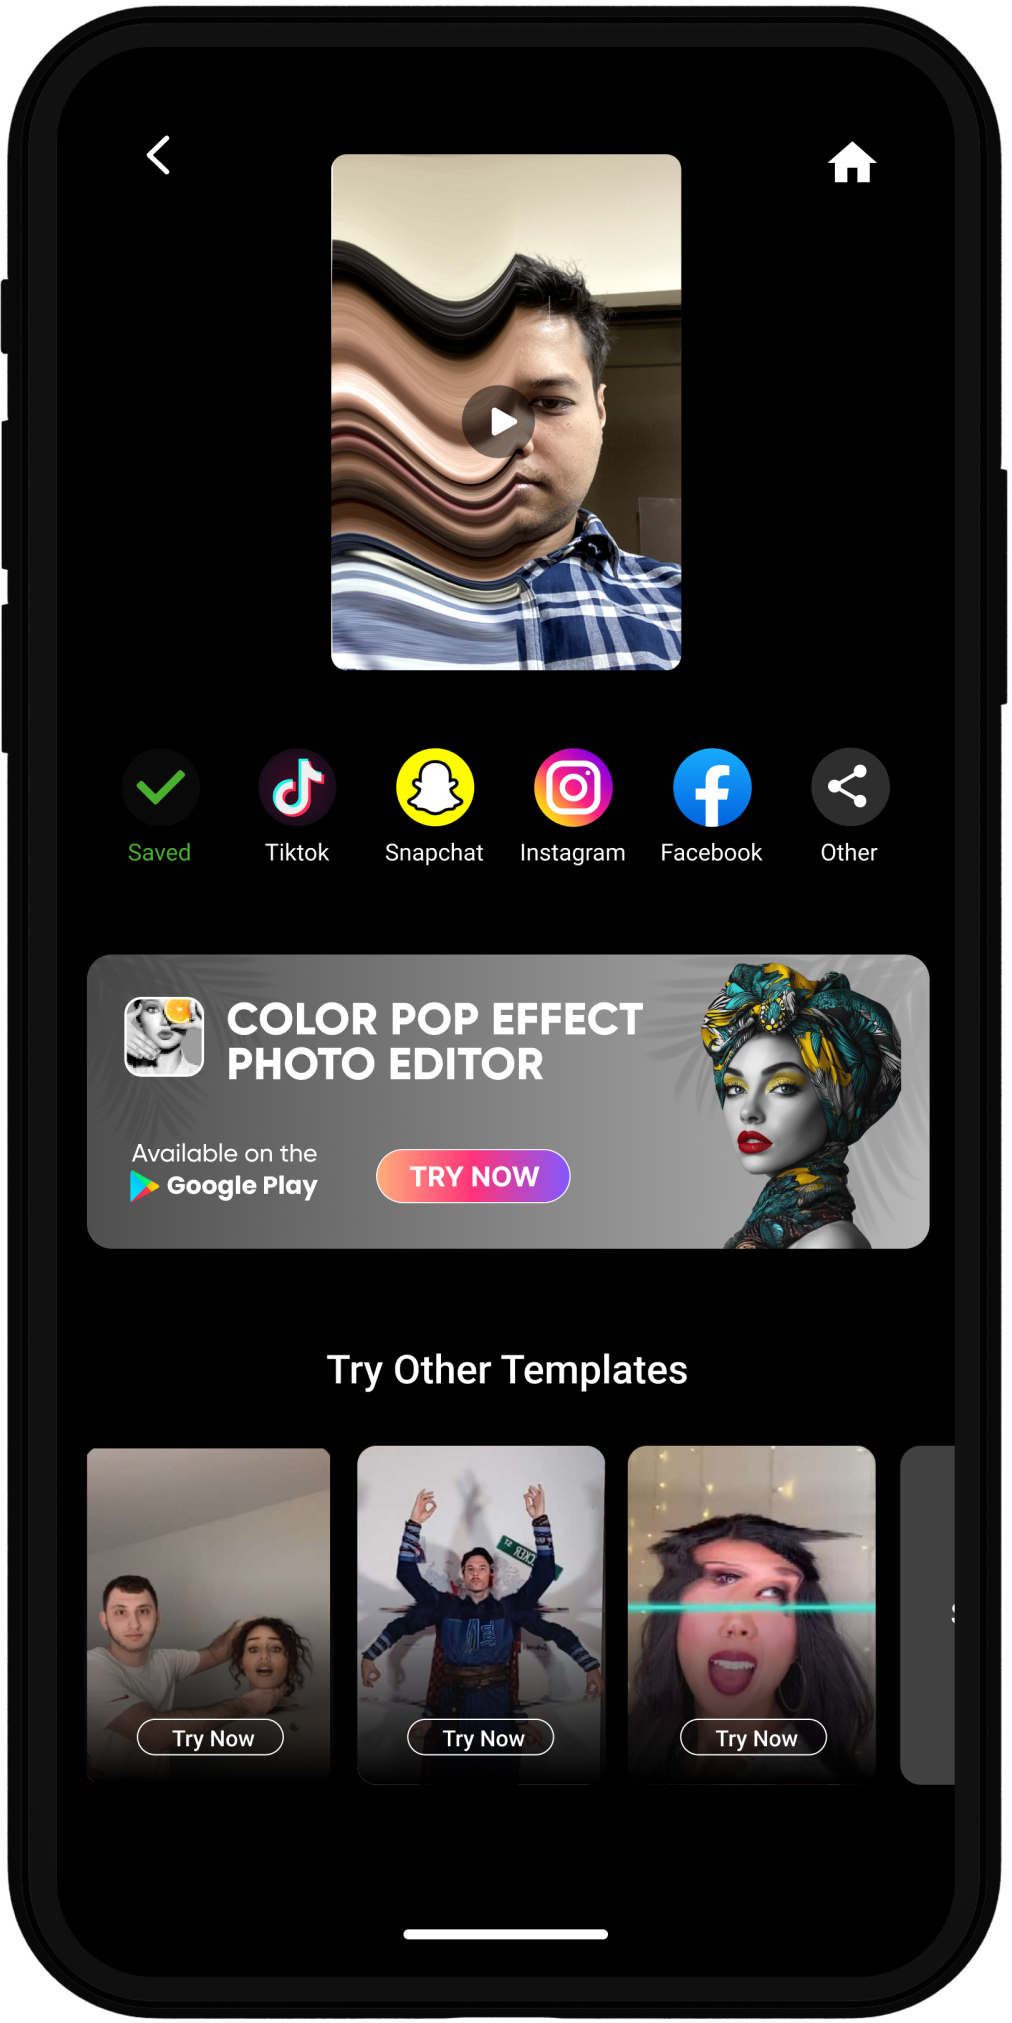 Saved
Tiktok
Snapchat
Instagram
Facebook
Other
COLOR POP EFFECT
PHOTO EDITOR
Available on the
Google Play
TRY NOW
Try Other Templates
Try Now
Try Now
Try Now